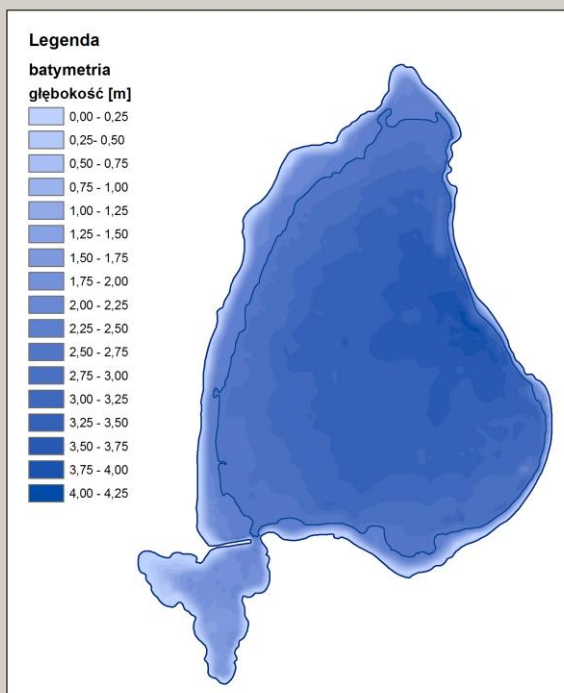 Legenda
batymetria
głębokość [m]
0,00 - 0,25
0,25- 0,50
0,50 - 0,75
0,75 - 1,00
1,00 - 1,25
1,25 - 1,50
1,50 - 1,75
1,75 - 2,00
2,00 - 2,25
2,25 - 2,50
2,50 - 2,75
2,75 - 3,00
3,00 - 3,25
3,25 - 3,50
3,50 - 3,75
3,75 - 4,00
4,00 - 4,25